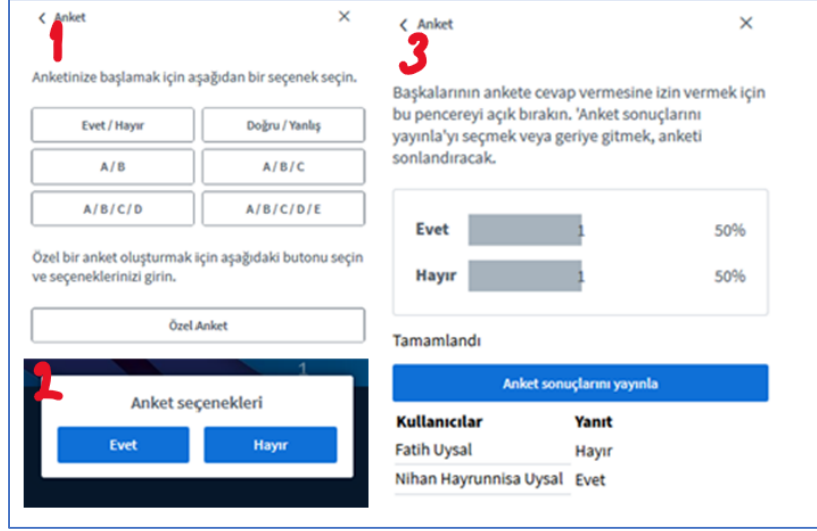 1
Anket
Anketinize başlamak için aşağıdan bir seçenek seçin.
Evet / Hayır
Doğru / Yanlış
A / B
A / B / C
A / B / C / D
A / B / C / D / E
Özel bir anket oluşturmak için aşağıdaki butonu seçin
ve seçeneklerinizi girin.
Özel Anket
2
1
Anket seçenekleri
Evet
Hayır
3
Anket
Başkalarının ankete cevap vermesine izin vermek için
bu pencereyi açık bırakın. 'Anket sonuçlarını
yayınla'yı seçmek veya geriye gitmek, anketi
sonlandıracak.
Evet 1 50%
Hayır 1 50%
Tamamlandı
Anket sonuçlarını yayınla
Kullanıcılar Yanıt
Fatih Uysal Hayır
Nihan Hayrunnisa Uysal Evet